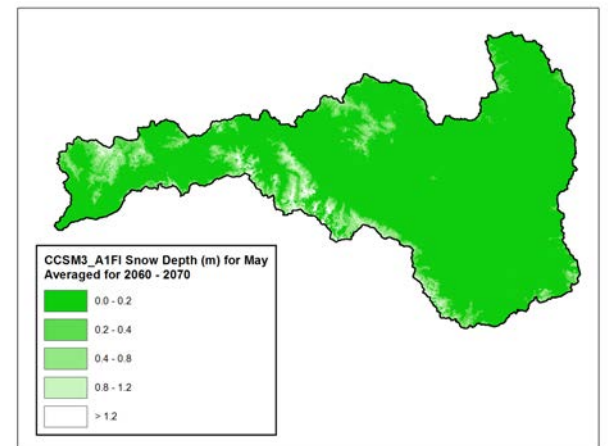 CCSM3_A1FI Snow Depth (m) for May
Averaged for 2060 - 2070
0.0 - 0.2
0.2 - 0.4
0.4 - 0.8
0.8 - 1.2
> 1.2